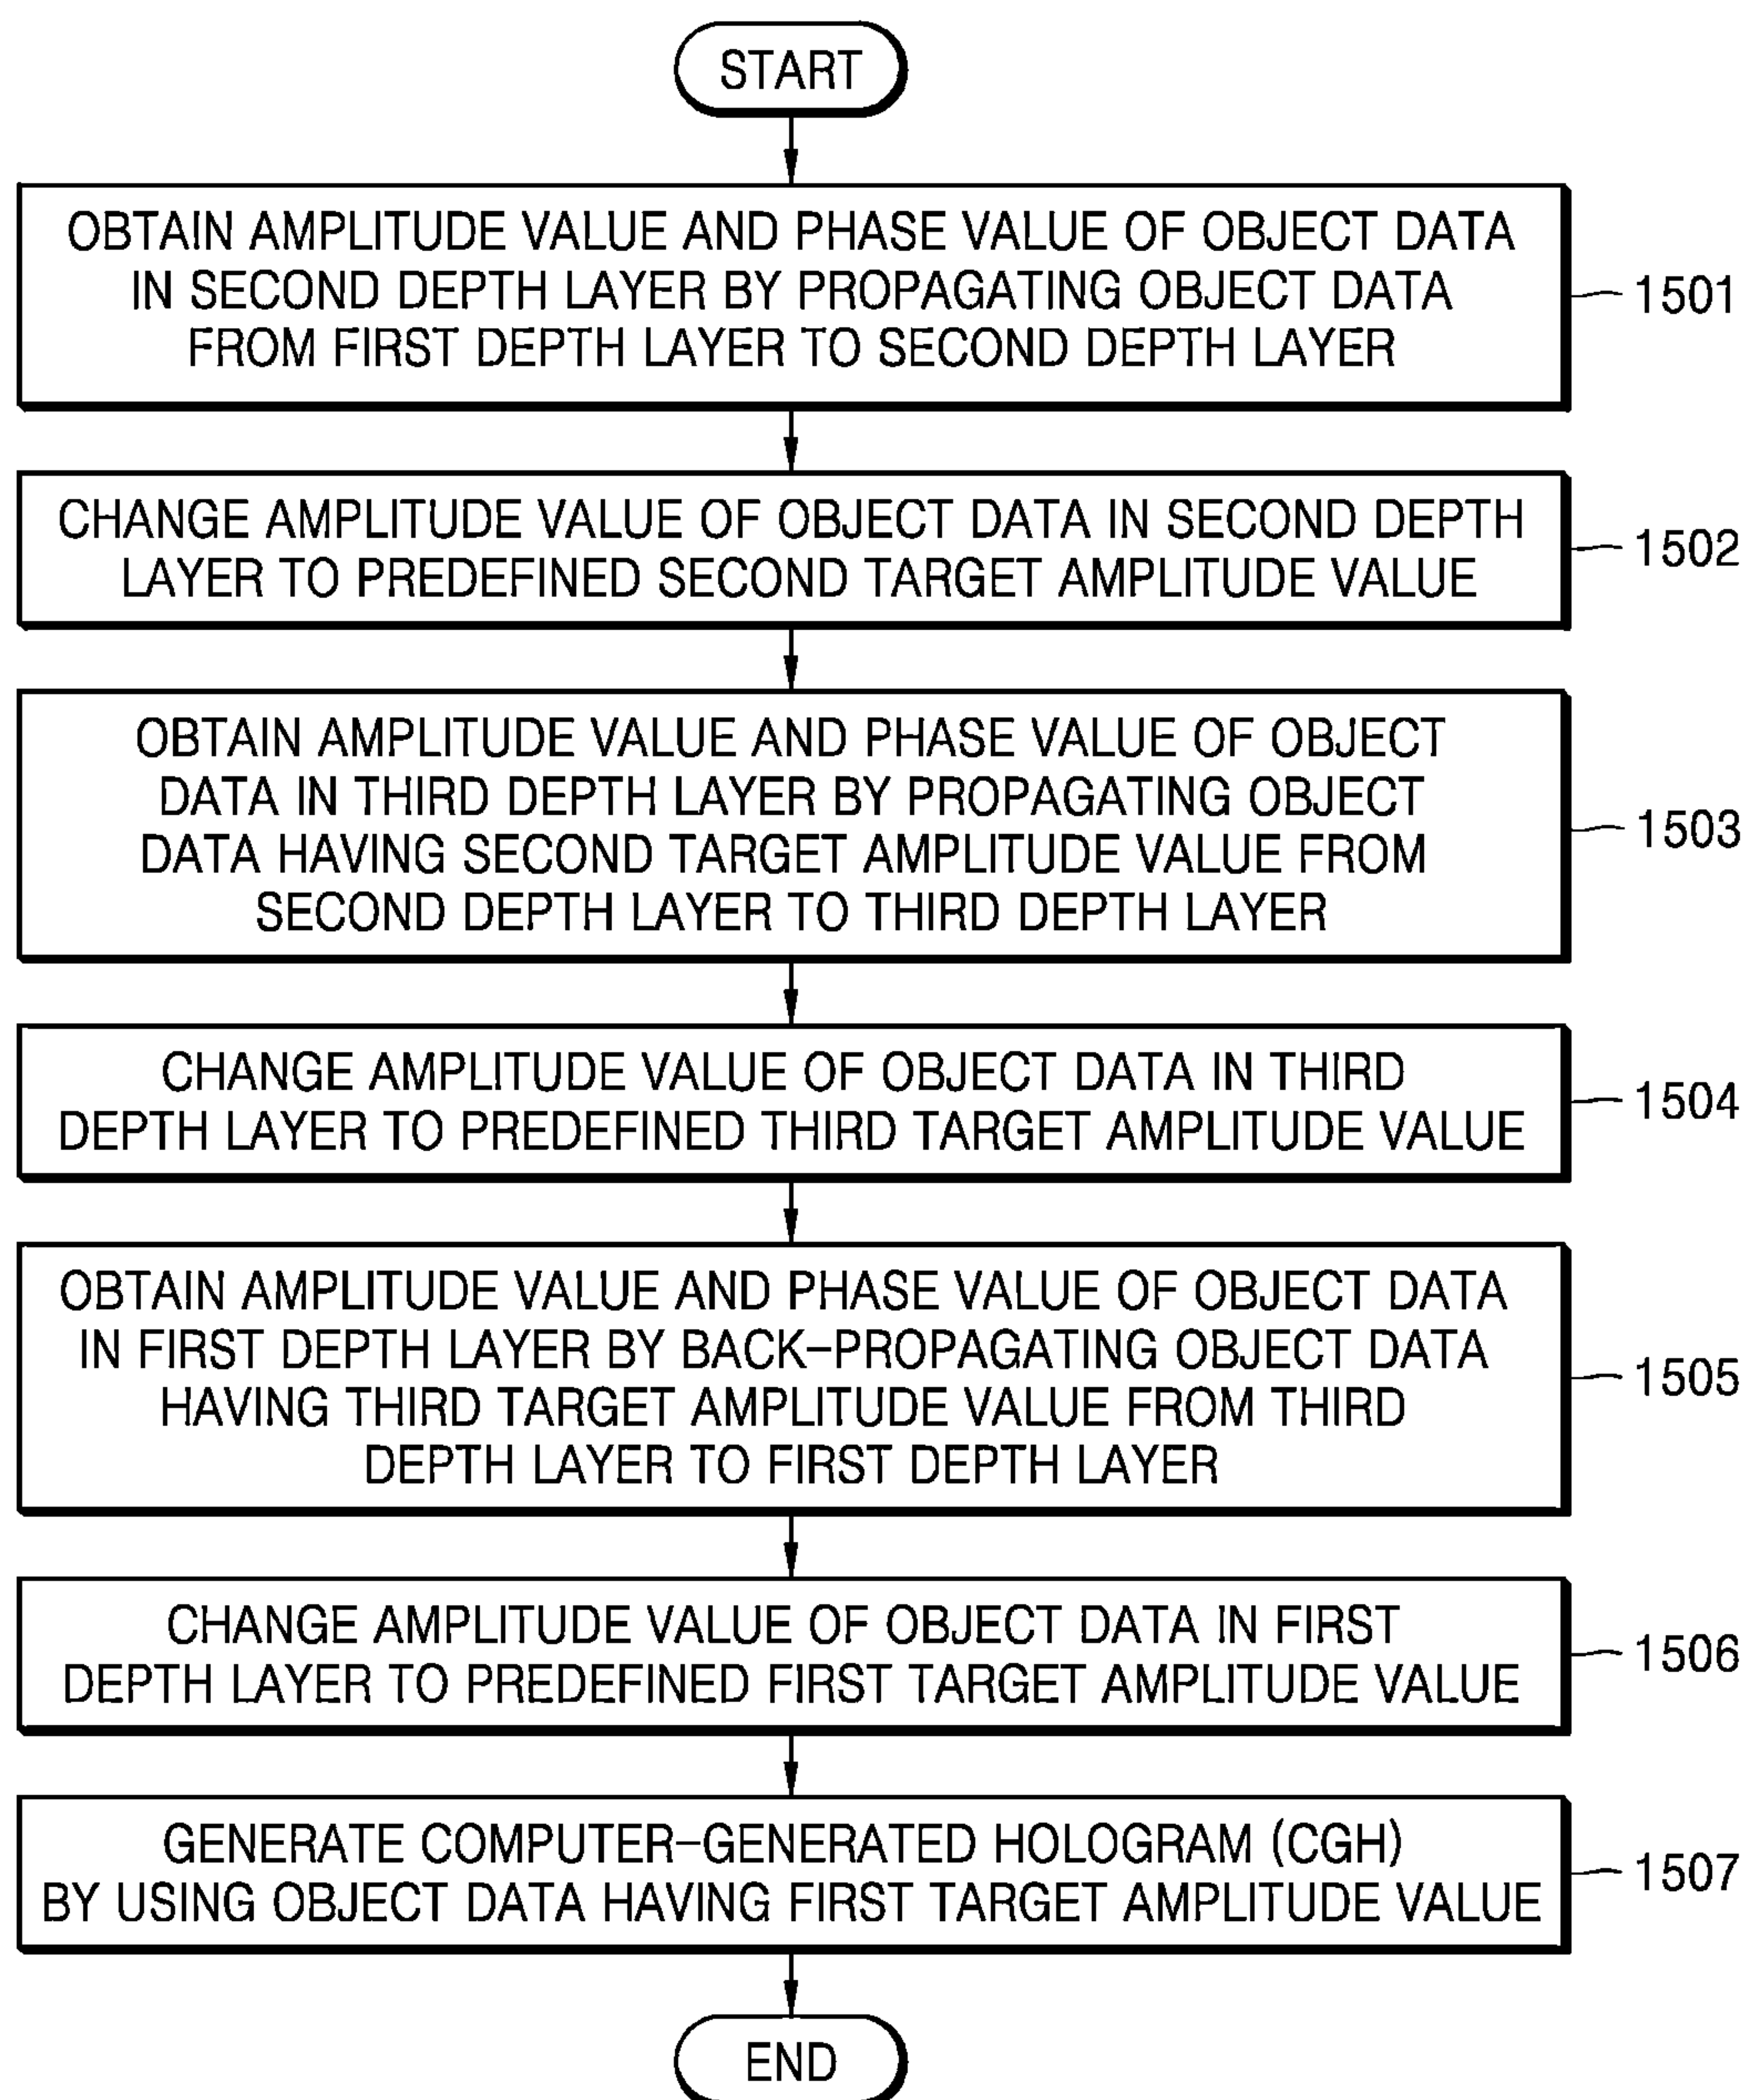 START
OBTAIN AMPLITUDE VALUE AND PHASE VALUE OF OBJECT DATA
IN SECOND DEPTH LAYER BY PROPAGATING OBJECT DATA
FROM FIRST DEPTH LAYER TO SECOND DEPTH LAYER
1501
CHANGE AMPLITUDE VALUE OF OBJECT DATA IN SECOND DEPTH
LAYER TO PREDEFINED SECOND TARGET AMPLITUDE VALUE
1502
OBTAIN AMPLITUDE VALUE AND PHASE VALUE OF OBJECT
DATA IN THIRD DEPTH LAYER BY PROPAGATING OBJECT
DATA HAVING SECOND TARGET AMPLITUDE VALUE FROM
SECOND DEPTH LAYER TO THIRD DEPTH LAYER
1503
CHANGE AMPLITUDE VALUE OF OBJECT DATA IN THIRD
DEPTH LAYER TO PREDEFINED THIRD TARGET AMPLITUDE VALUE
1504
OBTAIN AMPLITUDE VALUE AND PHASE VALUE OF OBJECT DATA
IN FIRST DEPTH LAYER BY BACK-PROPAGATING OBJECT DATA
HAVING THIRD TARGET AMPLITUDE VALUE FROM THIRD
DEPTH LAYER TO FIRST DEPTH LAYER
1505
CHANGE AMPLITUDE VALUE OF OBJECT DATA IN FIRST
DEPTH LAYER TO PREDEFINED FIRST TARGET AMPLITUDE VALUE
1506
GENERATE COMPUTER-GENERATED HOLOGRAM (CGH)
BY USING OBJECT DATA HAVING FIRST TARGET AMPLITUDE VALUE
1507
END